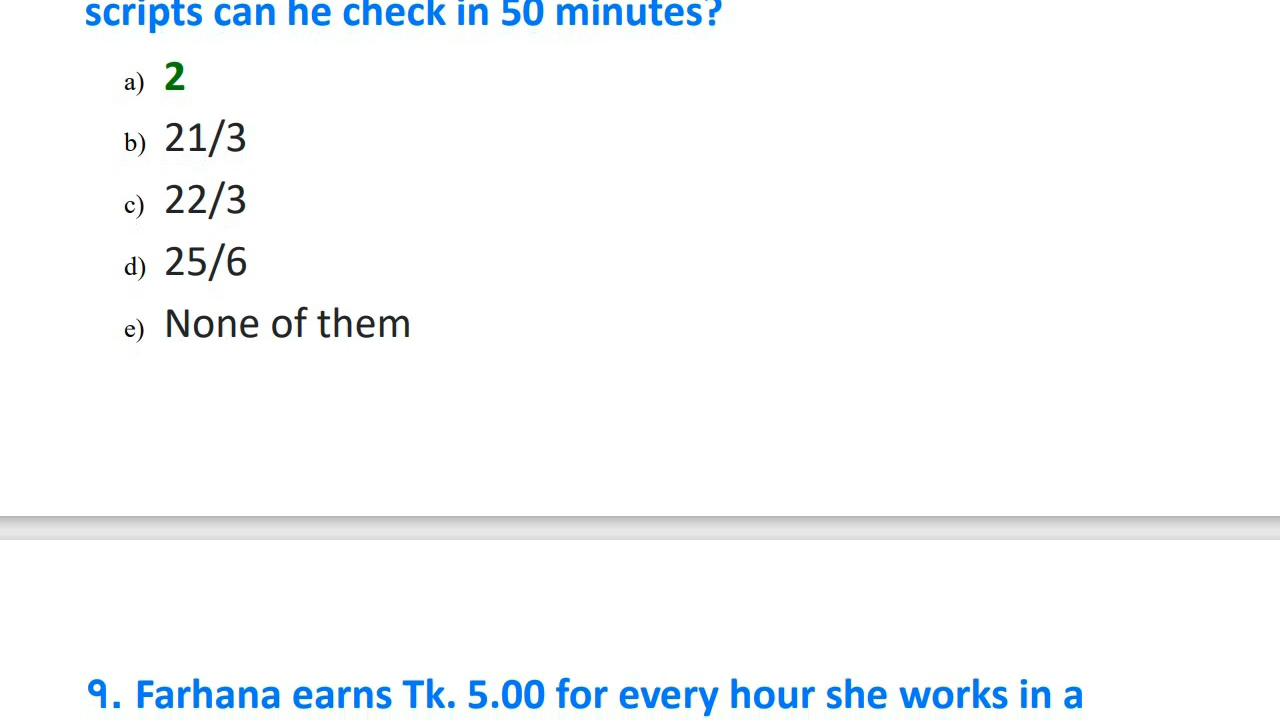 scripts can he check in 50 minutes?
a) 2
b) 21/3
c) 22/3
d) 25/6
e) None of them
৭. Farhana earns Tk. 5.00 for every hour she works in a